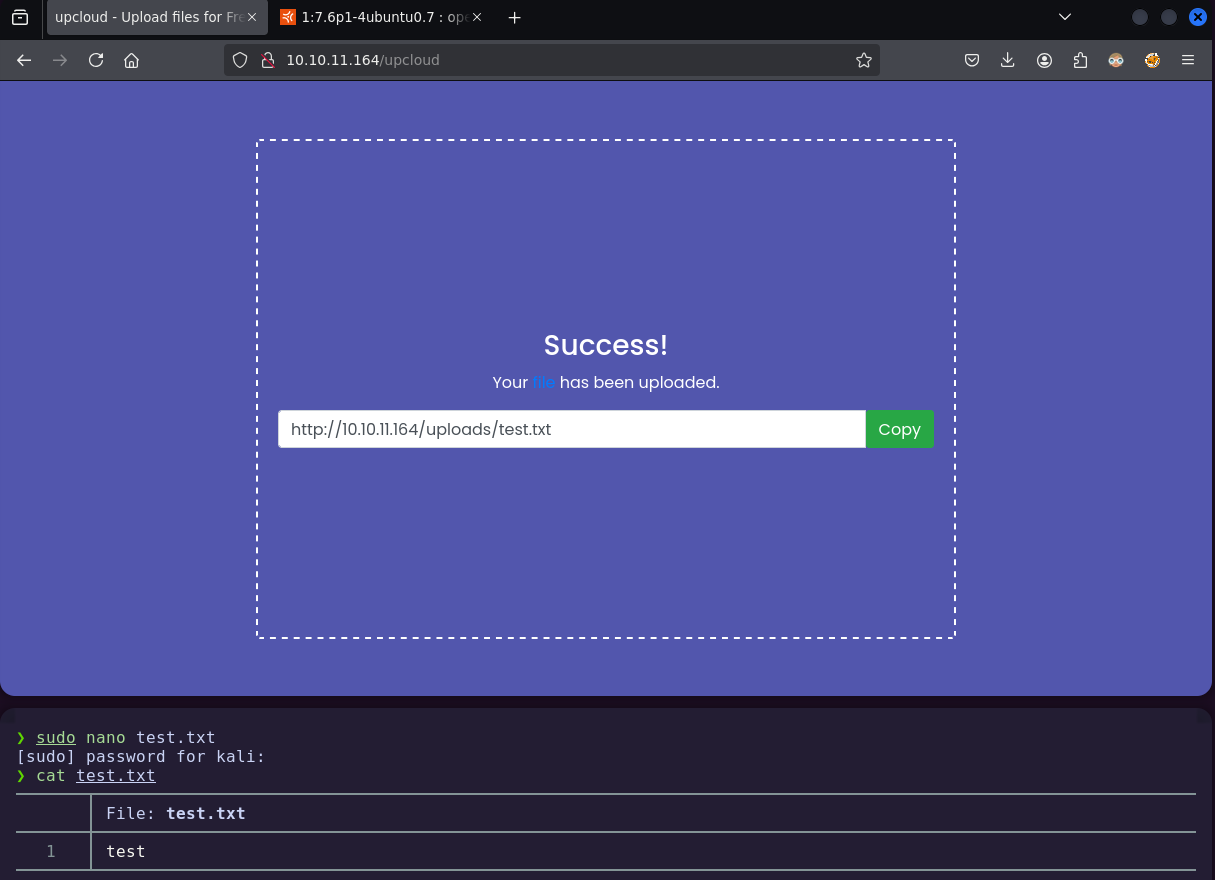 upcloud - Upload files for Fre
1:7.6p1-4ubuntu0.7 : ope
10.10.11.164/upcloud
Success!
Your file has been uploaded.
http://10.10.11.164/uploads/test.txt
Copy
❯ sudo nano test.txt
[sudo] password for kali:
❯ cat test.txt
File: test.txt
1 test